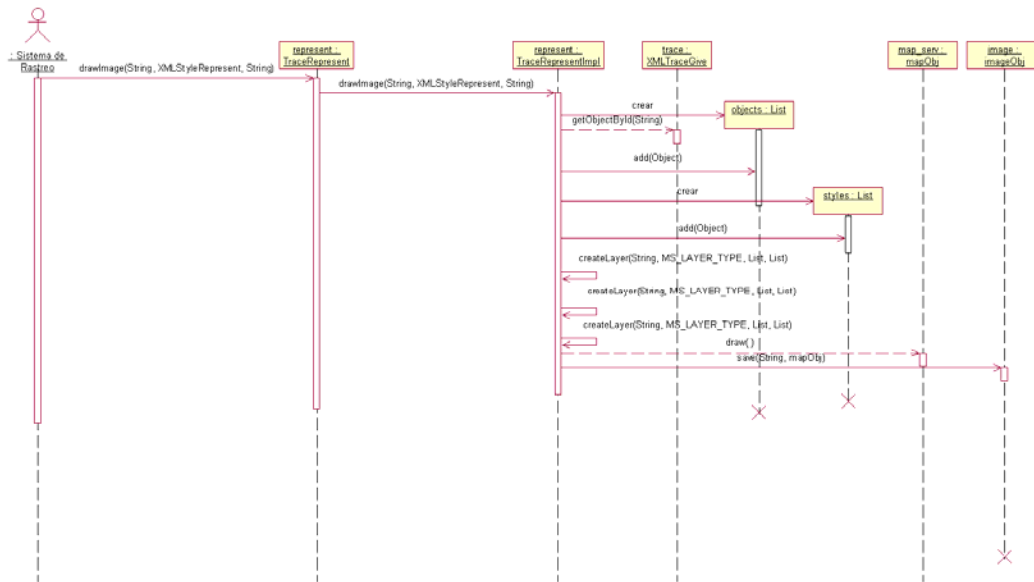 : Sistema de
Rastreo
represent :
TraceRepresent
represent :
TraceRepresentImpl
trace :
XMLTraceGive
map_serv :
mapObj
image :
imageObj
drawImage(String, XMLStyleRepresent, String)
drawImage(String, XMLStyleRepresent, String)
crear
objects : List
getObjectById(String)
add(Object)
crear
styles : List
add(Object)
createLayer(String, MS_LAYER_TYPE, List, List)
createLayer(String, MS_LAYER_TYPE, List, List)
createLayer(String, MS_LAYER_TYPE, List, List)
draw( )
save(String, mapObj)